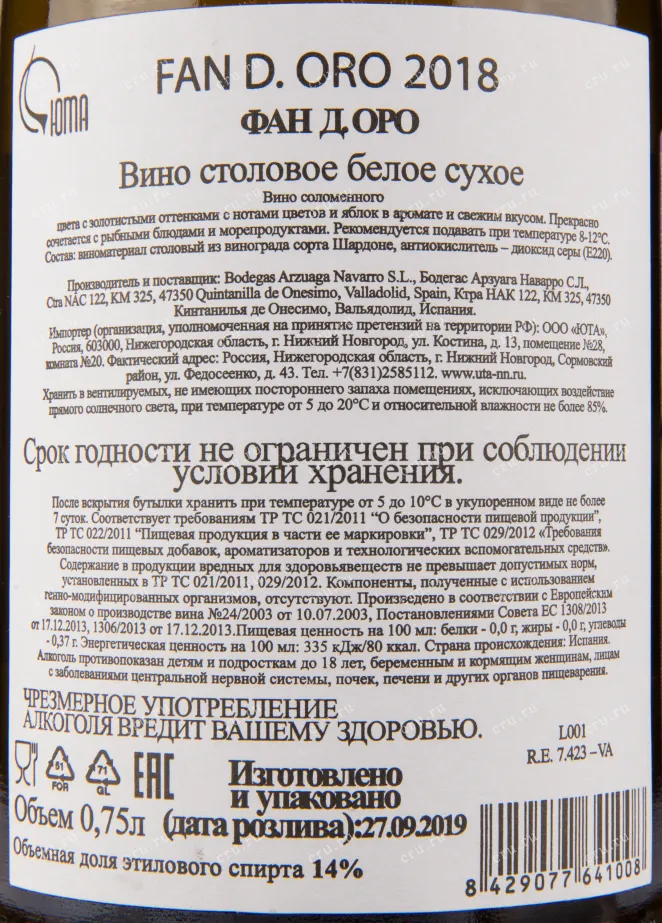 ЮТА
FAN D. ORO 2018
ФАН Д.ОРО
Вино столовое белое сухое
Вино соломенного
цвета с золотистыми оттенками с нотами цветов и яблок в аромате и свежим вкусом. Прекрасно
сочетается с рыбными блюдами и морепродуктами. Рекомендуется подавать при температуре 8-12°С.
Состав: виноматериал столовый из винограда сорта Шардоне, антиокислитель – диоксид серы (Е220).
Производитель и поставщик: Bodegas Arzuaga Navarro S.L., Бодегас Арзуага Наварро С.Л.,
Ctra NAC 122, KM 325, 47350 Quintanilla de Onesimo, Valladolid, Spain, Ктра НАК 122, КМ 325, 47350
Кинтанилья де Онесимо, Вальядолид, Испания.
Импортер (организация, уполномоченная на принятие претензий на территории РФ): ООО «ЮТА»,
Россия, 603000, Нижегородская область, г. Нижний Новгород, ул. Костина, д. 13, помещение №28,
комната №20. Фактический адрес: Россия, Нижегородская область, г. Нижний Новгород, Сормовский
район, ул. Федосеенко, д. 43. Тел. +7(831)2585112. www.uta-nn.ru.
Хранить в вентилируемых, не имеющих постороннего запаха помещениях, исключающих воздействие
прямого солнечного света, при температуре от 5 до 20°С и относительной влажности не более 85%.
Срок годности не ограничен при соблюдении
условий хранения.
После вскрытия бутылки хранить при температуре от 5 до 10°С в укупоренном виде не более
7 суток. Соответствует требованиям ТР ТС 021/2011 “О безопасности пищевой продукции”,
ТР ТС 022/2011 “Пищевая продукция в части ее маркировки”, ТР ТС 029/2012 «Требования
безопасности пищевых добавок, ароматизаторов и технологических вспомогательных средств».
Содержание в продукции вредных для здоровьявеществ не превышает допустимых норм,
установленных в ТР ТС 021/2011, 029/2012. Компоненты, полученные с использованием
генно-модифицированных организмов, отсутствуют. Произведено в соответствии с Европейским
законом о производстве вина №24/2003 от 10.07.2003, Постановлениями Совета ЕС 1308/2013
от 17.12.2013, 1306/2013 от 17.12.2013.Пищевая ценность на 100 мл: белки - 0,0 г, жиры - 0,0 г, углеводы
- 0,37 г. Энергетическая ценность на 100 мл: 335 кДж/80 ккал. Страна происхождения: Испания.
Алкоголь противопоказан детям и подросткам до 18 лет, беременным и кормящим женщинам, лицам
с заболеваниями центральной нервной системы, почек, печени и других органов пищеварения.
ЧРЕЗМЕРНОЕ УПОТРЕБЛЕНИЕ
АЛКОГОЛЯ ВРЕДИТ ВАШЕМУ ЗДОРОВЬЮ.
L001
R.E. 7.423 –VA
51
FOR
71
GL
EAC
Изготовлено
и упаковано
Объем 0,75л (дата розлива):27.09.2019
Объемная доля этилового спирта 14%
8 429077 641008